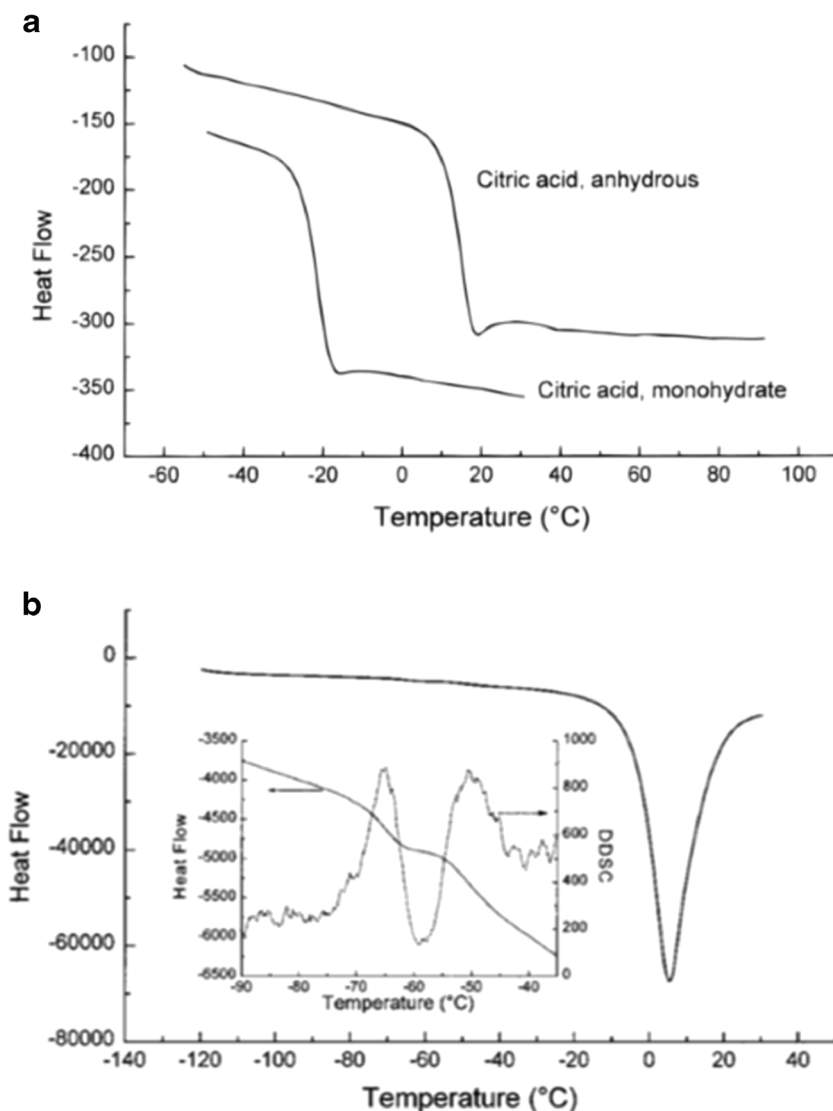 a
-100
-150
-200
-250
-300
-350
-400
Heat Flow
Citric acid, anhydrous
Citric acid, monohydrate
-60 -40 -20 0 20 40 60 80 100
Temperature (°C)
b
0
-20000
-40000
-60000
-80000
Heat Flow
-3500
-4000
-4500
-5000
-5500
-6000
-6500
Heat Flow
1000
800
600
400
200
0
DDSC
-90 -80 -70 -60 -50 -40
Temperature (°C)
-140 -120 -100 -80 -60 -40 -20 0 20 40
Temperature (°C)